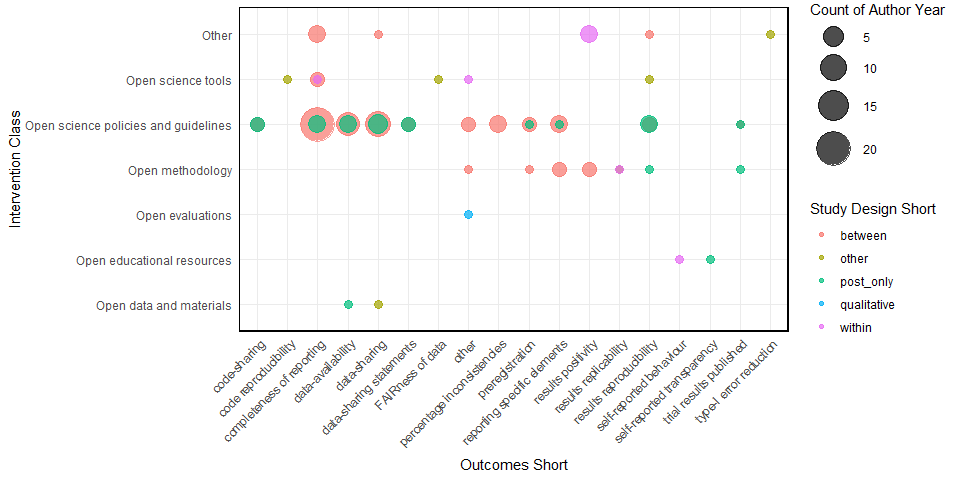 Count of Author Year
5
10
15
20
Study Design Short
between
other
post_only
qualitative
within
Intervention Class
Other
Open science tools
Open science policies and guidelines
Open methodology
Open evaluations
Open educational resources
Open data and materials
code-sharing
code reproducibility
completeness of reporting
data-availability
data-sharing
data-sharing statements
FAIRness of data
other
percentage inconsistencies
preregistration
reporting specific elements
results positivity
results replicability
results reproducibility
self-reported behaviour
self-reported transparency
trial results published
type-I error reduction
Outcomes Short